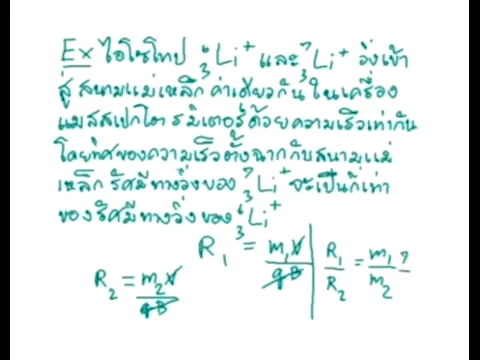 Ex ไอโซโทป ⁶₃Li⁺ และ ⁷₃Li⁺ วิ่งเข้า
สู่ สนามแม่เหล็ก ค่าเดียวกัน ในเครื่อง
แมสสเปกโตรมิเตอร์ ด้วยความเร็วเท่ากัน
โดยทิศของความเร็วตั้งฉากกับสนามแม่
เหล็ก รัศมีทางวิ่งของ ⁷₃Li⁺ จะเป็นกี่เท่า
ของรัศมีทางวิ่งของ ⁶₃Li⁺
R₁ = m₁v/qB
R₂ = m₂v/qB
R₁/R₂ = m₁/m₂ = 7